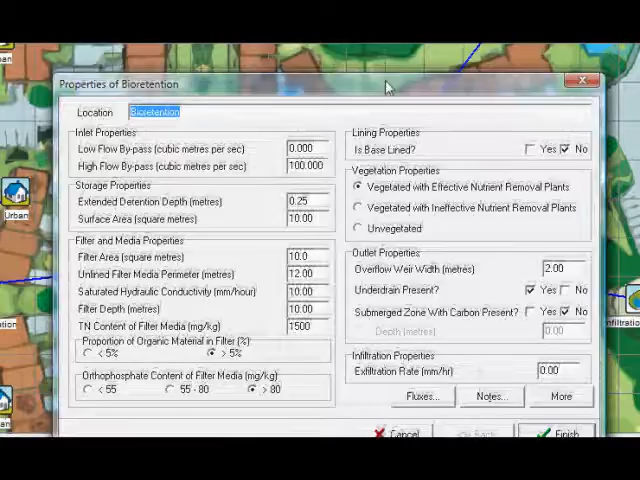 Properties of Bioretention
Location Bioretention
Inlet Properties
Low Flow By-pass (cubic metres per sec) 0.000
High Flow By-pass (cubic metres per sec) 100.000
Storage Properties
Extended Detention Depth (metres) 0.25
Surface Area (square metres) 10.00
Filter and Media Properties
Filter Area (square metres) 10.0
Unlined Filter Media Perimeter (metres) 12.00
Saturated Hydraulic Conductivity (mm/hour) 10.00
Filter Depth (metres) 10.00
TN Content of Filter Media (mg/kg) 1500
Proportion of Organic Material in Filter (%)
< 5% > 5%
Orthophosphate Content of Filter Media (mg/kg)
< 55 55 - 80 > 80
Lining Properties
Is Base Lined? Yes No
Vegetation Properties
Vegetated with Effective Nutrient Removal Plants
Vegetated with Ineffective Nutrient Removal Plants
Unvegetated
Outlet Properties
Overflow Weir Width (metres) 2.00
Underdrain Present? Yes No
Submerged Zone With Carbon Present? Yes No
Depth (metres) 0.00
Infiltration Properties
Exfiltration Rate (mm/hr) 0.00
Fluxes... Notes... More
Cancel Back Finish
Urban